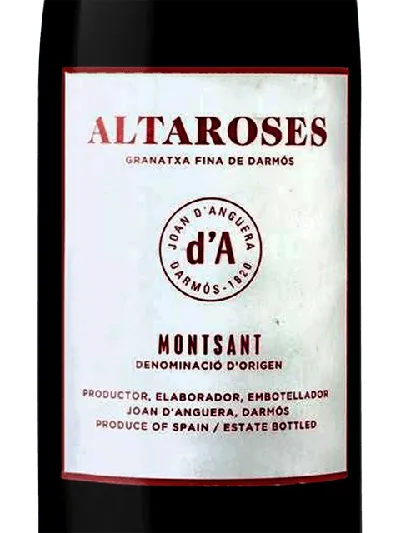 ALTAROSES
GRANATXA FINA DE DARMÓS
JOAN D'ANGUERA
d'A
DARMÓS-1820
MONTSANT
DENOMINACIÓ D'ORIGEN
PRODUCTOR, ELABORADOR, EMBOTELLADOR
JOAN D'ANGUERA, DARMÓS
PRODUCE OF SPAIN / ESTATE BOTTLED